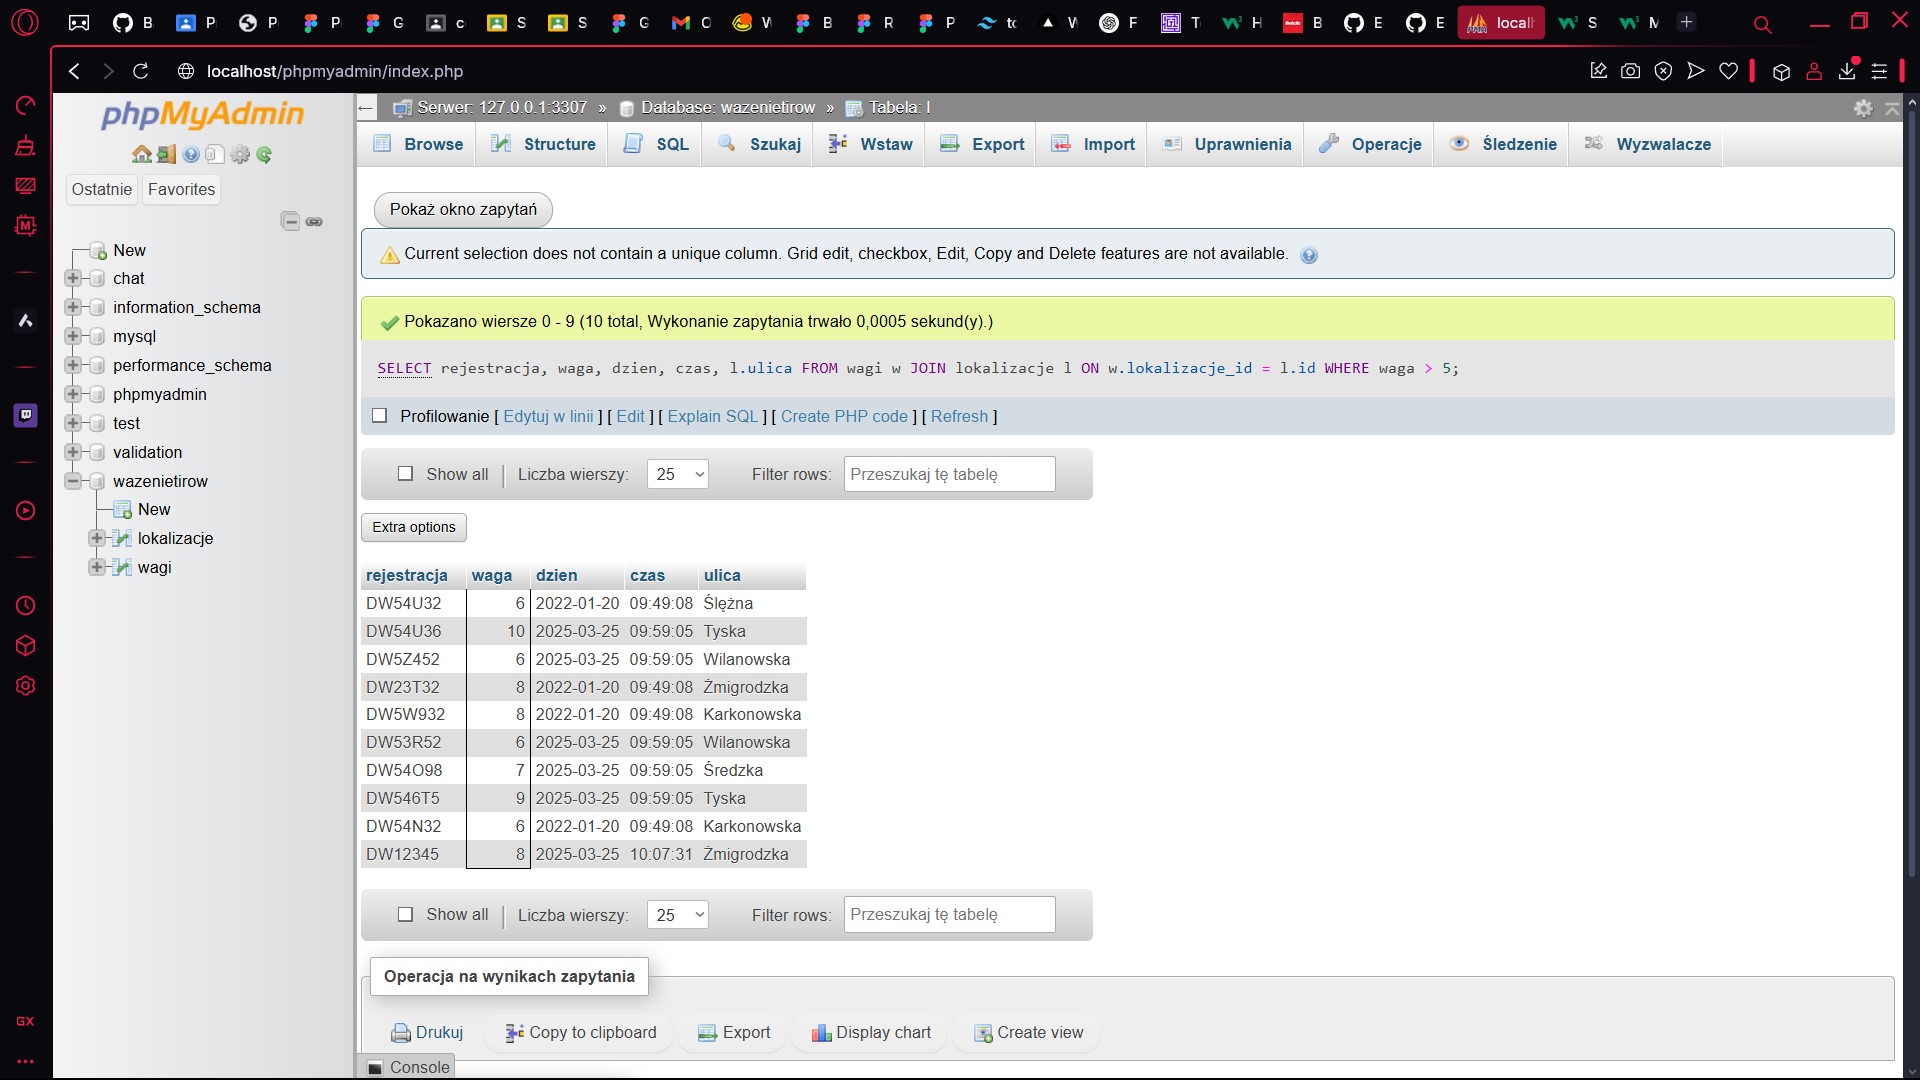 B P P P G c S S G C W B R P to W F T H B E E localh S M
localhost/phpmyadmin/index.php
phpMyAdmin
Ostatnie Favorites
New
chat
information_schema
mysql
performance_schema
phpmyadmin
test
validation
wazenietirow
New
lokalizacje
wagi
GX
Serwer: 127.0.0.1:3307 » Database: wazenietirow » Tabela: l
Browse Structure SQL Szukaj Wstaw Export Import Uprawnienia Operacje Śledzenie Wyzwalacze
Pokaż okno zapytań
Current selection does not contain a unique column. Grid edit, checkbox, Edit, Copy and Delete features are not available.
Pokazano wiersze 0 - 9 (10 total, Wykonanie zapytania trwało 0,0005 sekund(y).)
SELECT rejestracja, waga, dzien, czas, l.ulica FROM wagi w JOIN lokalizacje l ON w.lokalizacje_id = l.id WHERE waga > 5;
Profilowanie [ Edytuj w linii ] [ Edit ] [ Explain SQL ] [ Create PHP code ] [ Refresh ]
Show all | Liczba wierszy: 25 Filter rows: Przeszukaj tę tabelę
Extra options
rejestracja waga dzien czas ulica
DW54U32 6 2022-01-20 09:49:08 Ślężna
DW54U36 10 2025-03-25 09:59:05 Tyska
DW5Z452 6 2025-03-25 09:59:05 Wilanowska
DW23T32 8 2022-01-20 09:49:08 Żmigrodzka
DW5W932 8 2022-01-20 09:49:08 Karkonowska
DW53R52 6 2025-03-25 09:59:05 Wilanowska
DW54O98 7 2025-03-25 09:59:05 Średzka
DW546T5 9 2025-03-25 09:59:05 Tyska
DW54N32 6 2022-01-20 09:49:08 Karkonowska
DW12345 8 2025-03-25 10:07:31 Żmigrodzka
Show all | Liczba wierszy: 25 Filter rows: Przeszukaj tę tabelę
Operacja na wynikach zapytania
Drukuj Copy to clipboard Export Display chart Create view
Console